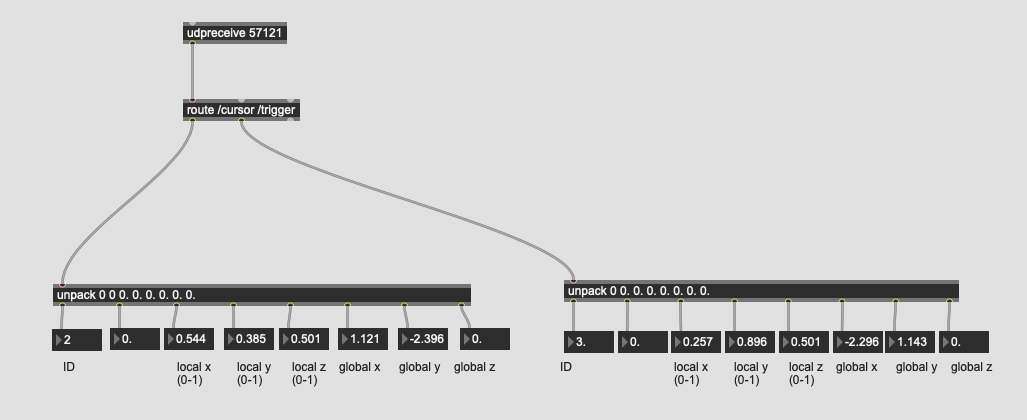 udpreceive 57121
route /cursor /trigger
unpack 0 0 0. 0. 0. 0. 0. 0.
2
0.
0.544
0.385
0.501
1.121
-2.396
0.
ID
local x
(0-1)
local y
(0-1)
local z
(0-1)
global x
global y
global z
unpack 0 0. 0. 0. 0. 0. 0. 0.
3.
0.
0.257
0.896
0.501
-2.296
1.143
0.
ID
local x
(0-1)
local y
(0-1)
local z
(0-1)
global x
global y
global z